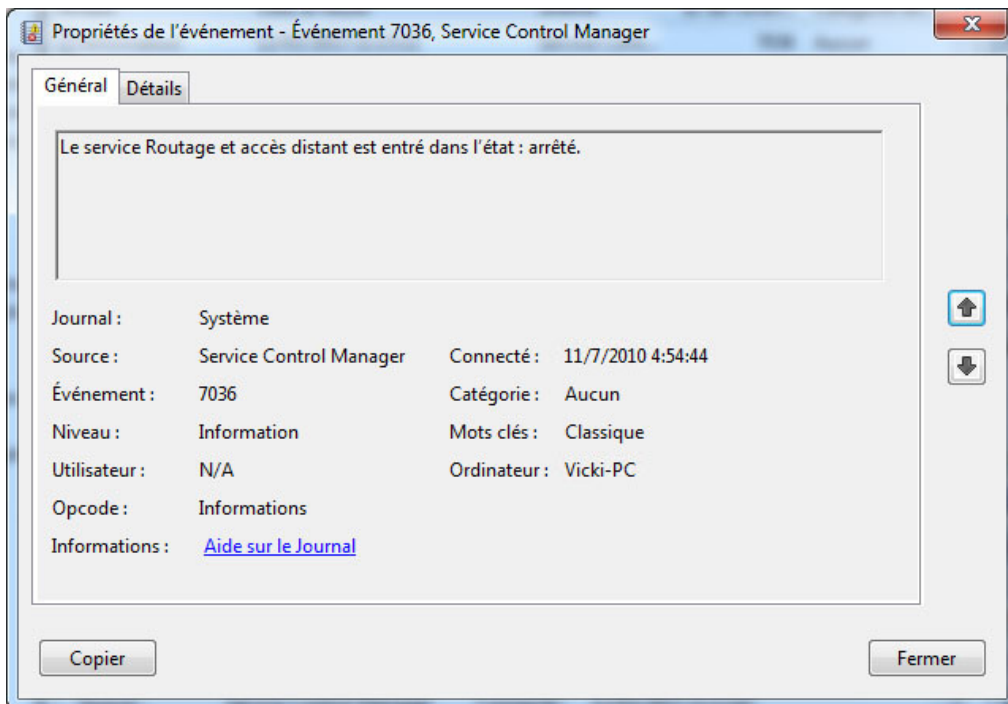 Propriétés de l'événement - Événement 7036, Service Control Manager
Général
Détails
Le service Routage et accès distant est entré dans l'état : arrêté.
Journal : Système
Source : Service Control Manager Connecté : 11/7/2010 4:54:44
Événement : 7036 Catégorie : Aucun
Niveau : Information Mots clés : Classique
Utilisateur : N/A Ordinateur : Vicki-PC
Opcode : Informations
Informations : Aide sur le Journal
Copier
Fermer